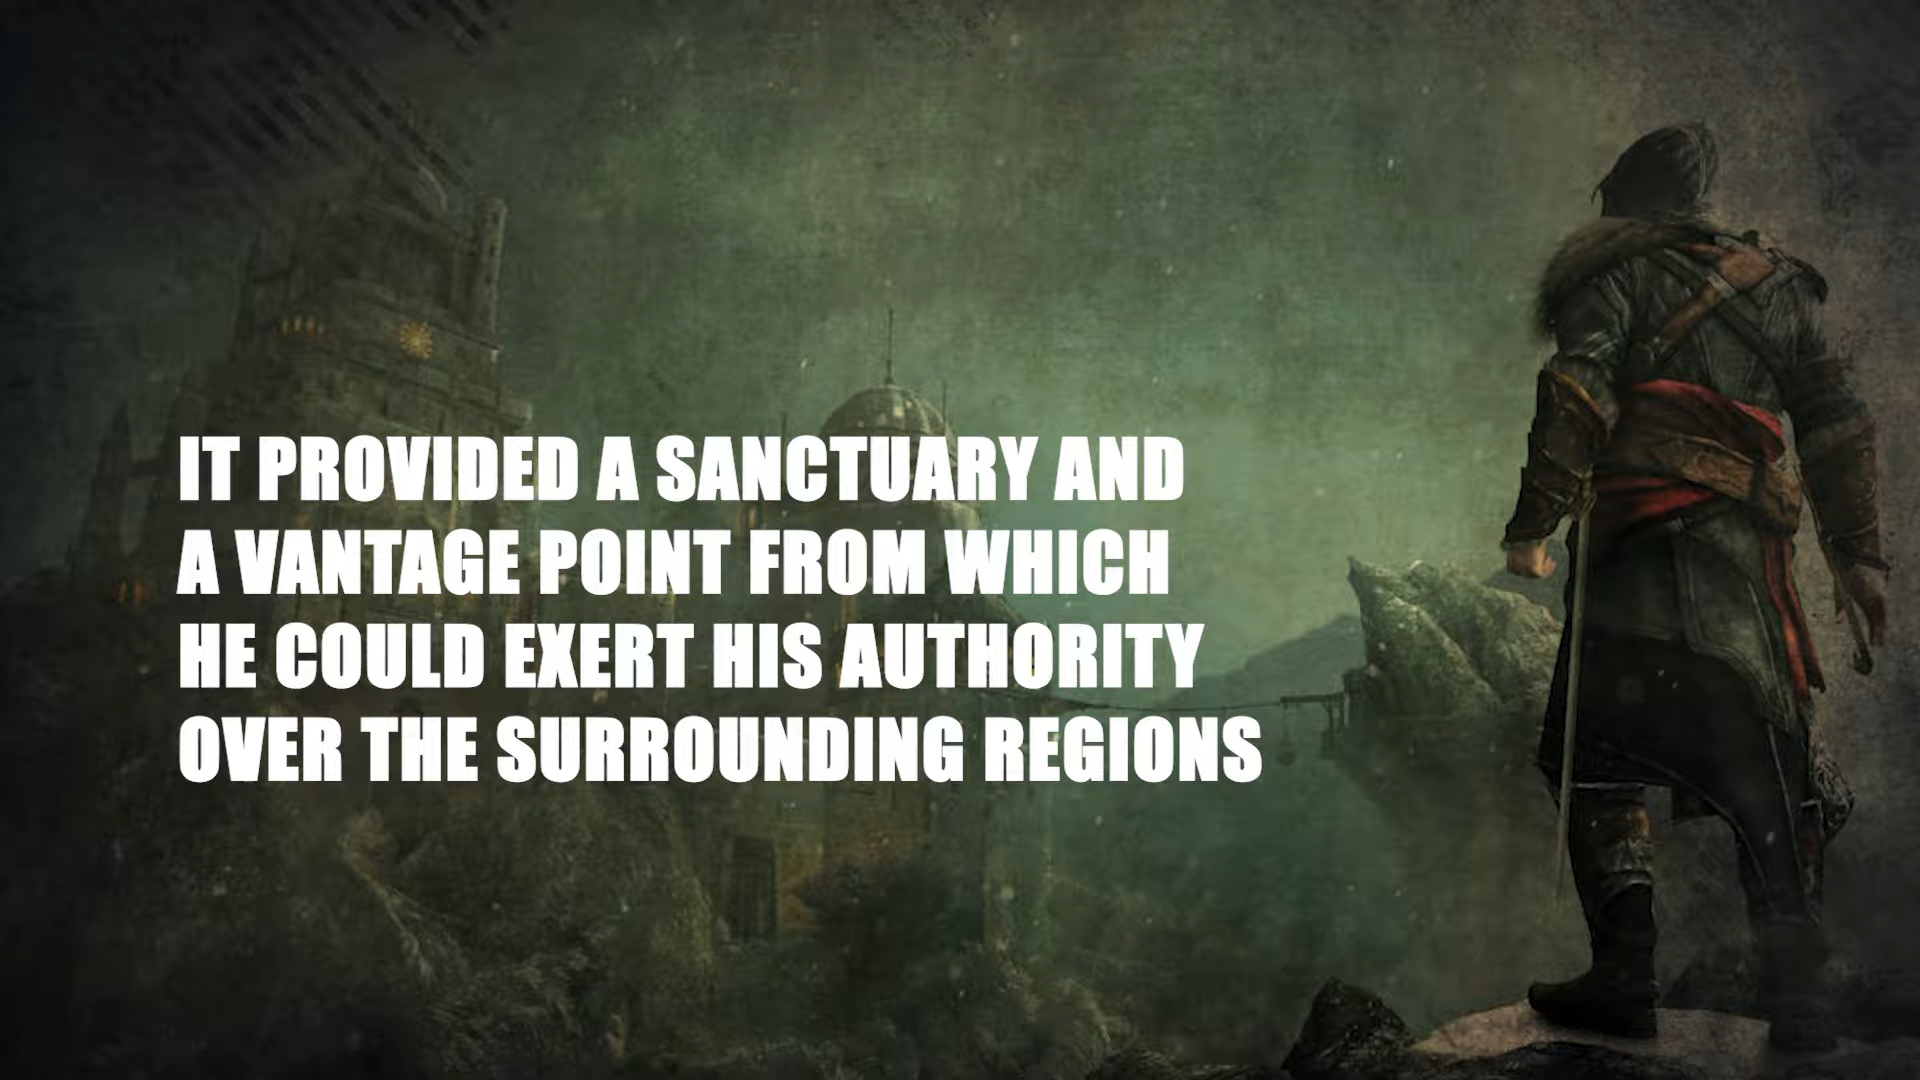 IT PROVIDED A SANCTUARY AND
A VANTAGE POINT FROM WHICH
HE COULD EXERT HIS AUTHORITY
OVER THE SURROUNDING REGIONS